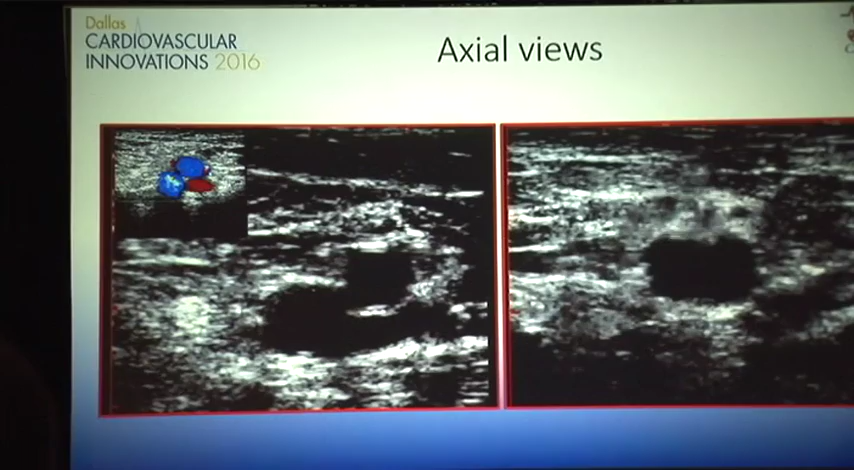 Dallas
CARDIOVASCULAR
INNOVATIONS 2016
Axial views